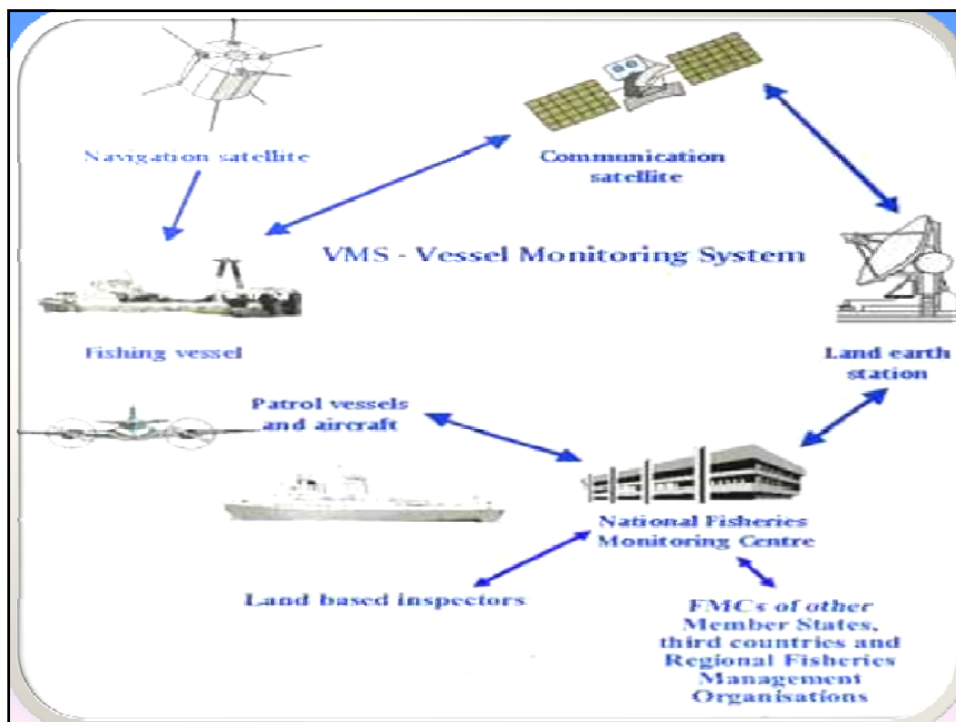 Navigation satellite
Communication
satellite
VMS - Vessel Monitoring System
Fishing vessel
Land earth
station
Patrol vessels
and aircraft
National Fisheries
Monitoring Centre
Land based inspectors
FMCs of other
Member States,
third countries and
Regional Fisheries
Management
Organisations